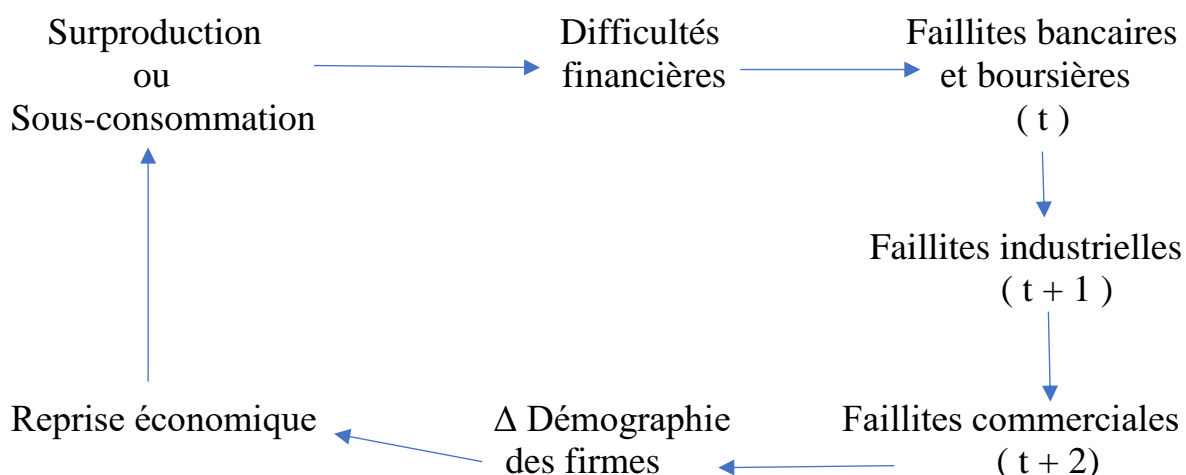 Surproduction
ou
Sous-consommation
Difficultés
financières
Faillites bancaires
et boursières
( t )
Faillites industrielles
( t + 1 )
Faillites commerciales
( t + 2)
Δ Démographie
des firmes
Reprise économique